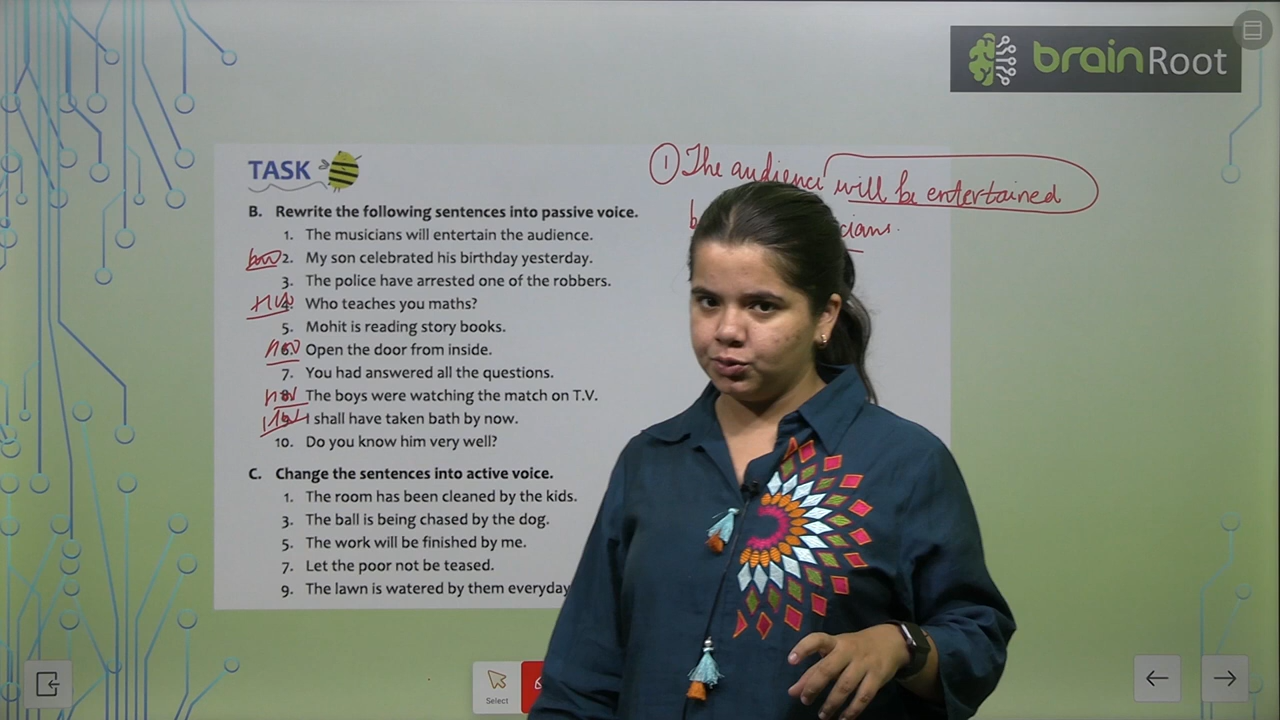 brainRoot
① The audience will be entertained
cians.
TASK
B. Rewrite the following sentences into passive voice.
1. The musicians will entertain the audience.
2. My son celebrated his birthday yesterday.
3. The police have arrested one of the robbers.
4. Who teaches you maths?
5. Mohit is reading story books.
6. Open the door from inside.
7. You had answered all the questions.
8. The boys were watching the match on T.V.
9. I shall have taken bath by now.
10. Do you know him very well?
C. Change the sentences into active voice.
1. The room has been cleaned by the kids.
3. The ball is being chased by the dog.
5. The work will be finished by me.
7. Let the poor not be teased.
9. The lawn is watered by them everyday
Select